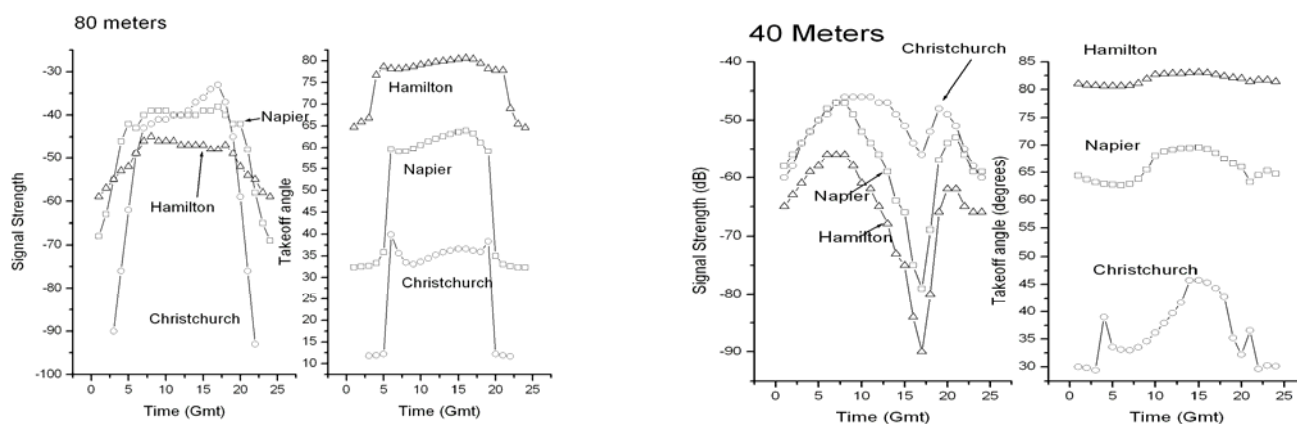 80 meters
-30
-40
-50
-60
-70
-80
-90
-100
Signal Strength
Napier
Hamilton
Christchurch
0 5 10 15 20 25
Time (Gmt)
80
75
70
65
60
55
50
45
40
35
30
25
20
15
10
Takeoff angle
Hamilton
Napier
Christchurch
0 5 10 15 20 25
Time (Gmt)
40 Meters
-40
-50
-60
-70
-80
-90
Signal Strength (dB)
Christchurch
Napier
Hamilton
0 5 10 15 20 25
Time (Gmt)
Hamilton
85
80
75
70
65
60
55
50
45
40
35
30
Takeoff angle (degrees)
Napier
Christchurch
0 5 10 15 20 25
Time (Gmt)